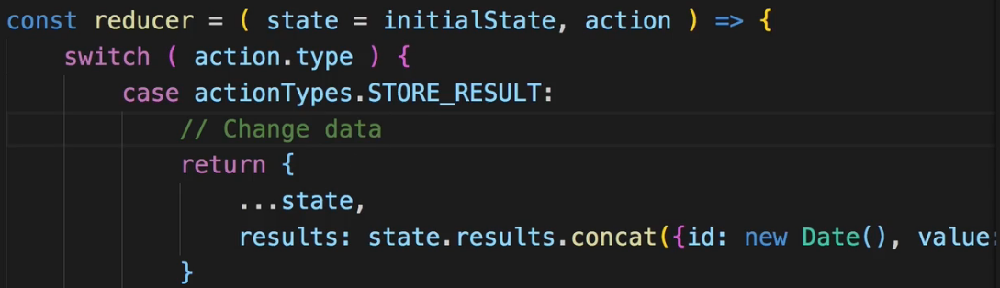 const reducer = ( state = initialState, action ) => {
switch ( action.type ) {
case actionTypes.STORE_RESULT:
// Change data
return {
...state,
results: state.results.concat({id: new Date(), value:
}